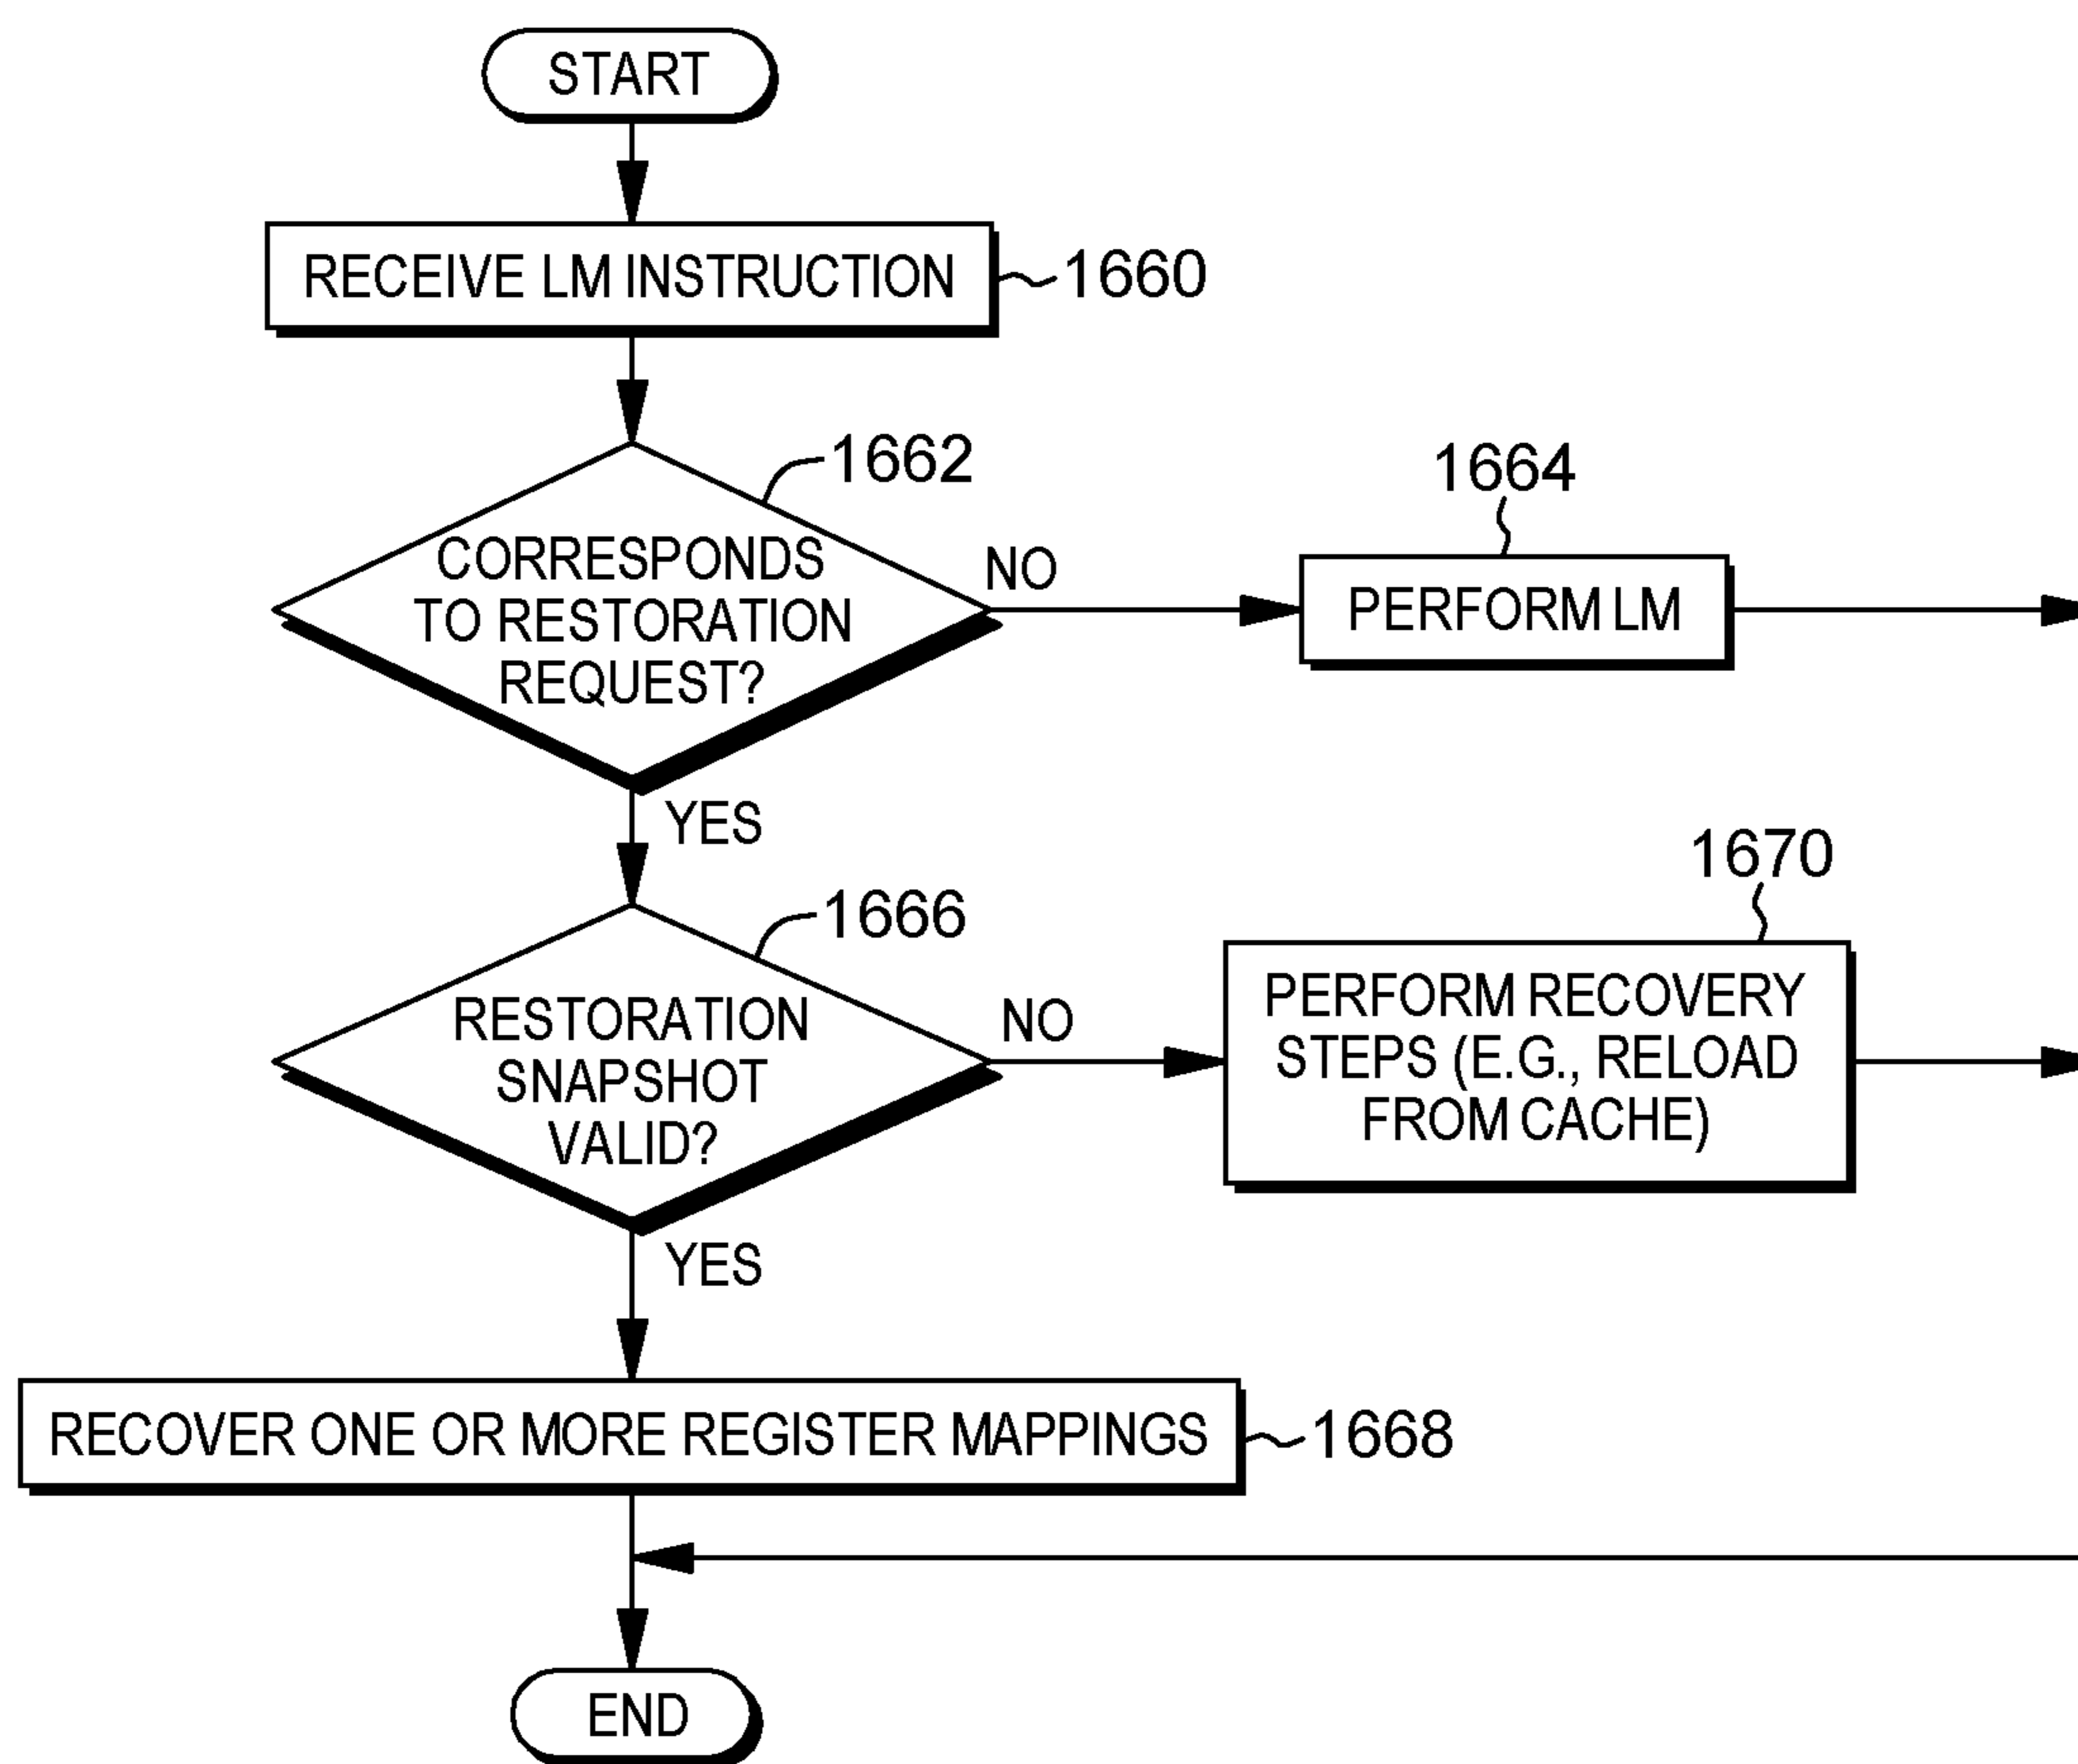 START
RECEIVE LM INSTRUCTION
1660
1662
CORRESPONDS
TO RESTORATION
REQUEST?
NO
1664
PERFORM LM
YES
1666
RESTORATION
SNAPSHOT
VALID?
NO
1670
PERFORM RECOVERY
STEPS (E.G., RELOAD
FROM CACHE)
YES
RECOVER ONE OR MORE REGISTER MAPPINGS
1668
END